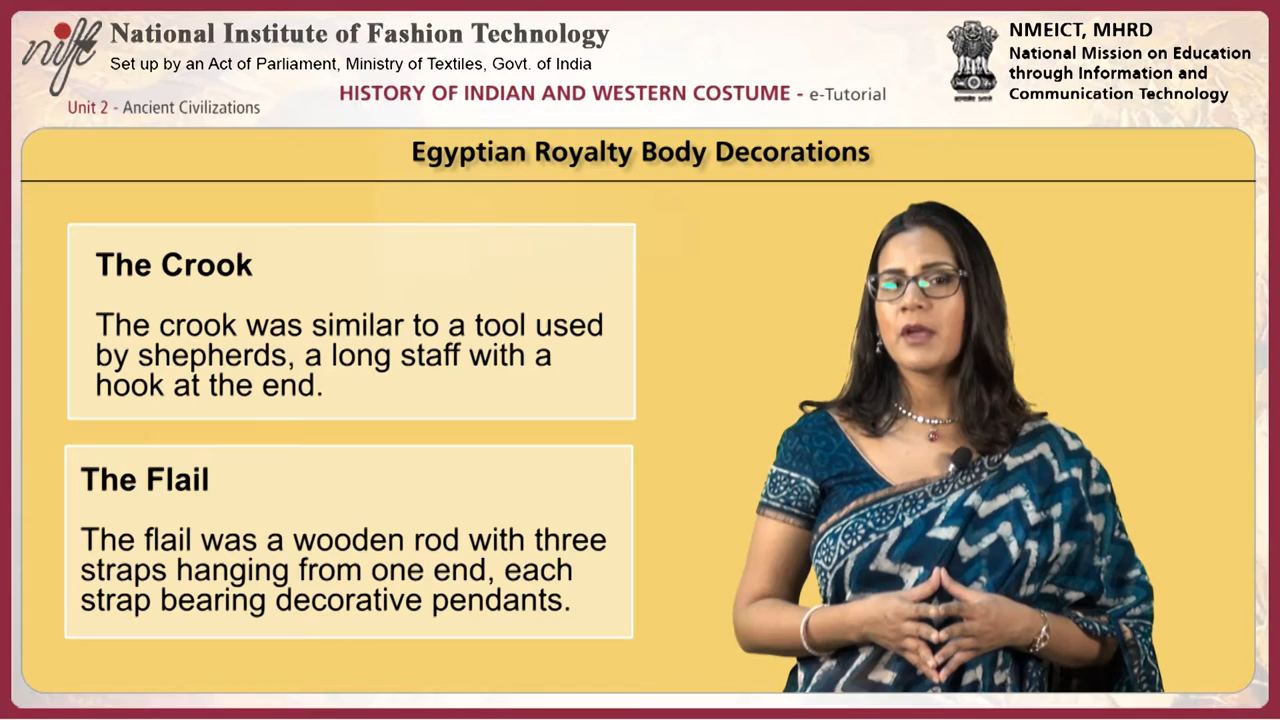 nift
National Institute of Fashion Technology
Set up by an Act of Parliament, Ministry of Textiles, Govt. of India
Unit 2 - Ancient Civilizations
HISTORY OF INDIAN AND WESTERN COSTUME - e-Tutorial
NMEICT, MHRD
National Mission on Education
through Information and
Communication Technology
Egyptian Royalty Body Decorations
The Crook
The crook was similar to a tool used
by shepherds, a long staff with a
hook at the end.
The Flail
The flail was a wooden rod with three
straps hanging from one end, each
strap bearing decorative pendants.